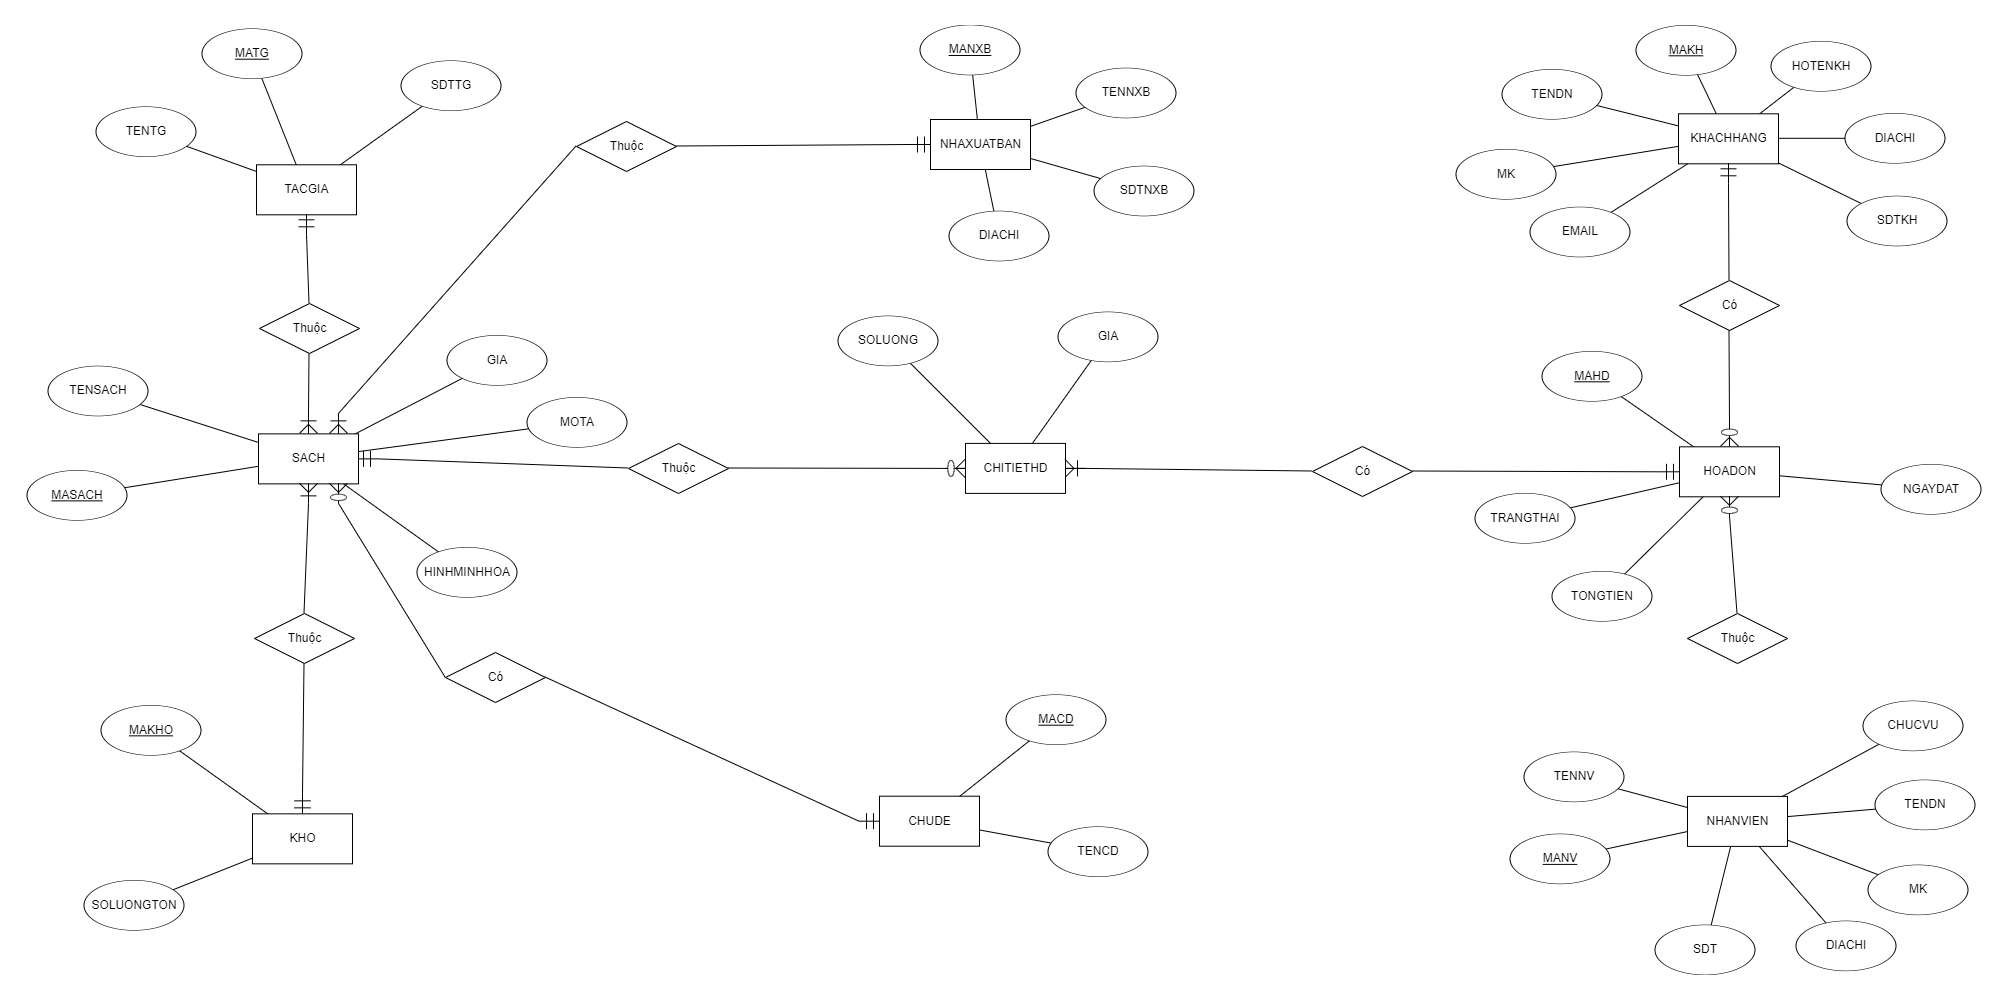 MATG
SDTTG
TENTG
TACGIA
Thuộc
MANXB
TENNXB
NHAXUATBAN
SDTNXB
DIACHI
Thuộc
MAKH
HOTENKH
TENDN
KHACHHANG
DIACHI
MK
EMAIL
SDTKH
Có
TENSACH
GIA
MOTA
SACH
MASACH
HINHMINHHOA
Thuộc
SOLUONG
GIA
CHITIETHD
Có
MAHD
HOADON
NGAYDAT
TRANGTHAI
TONGTIEN
Thuộc
Thuộc
Có
MAKHO
KHO
SOLUONGTON
MACD
CHUDE
TENCD
CHUCVU
TENNV
TENDN
NHANVIEN
MANV
MK
SDT
DIACHI